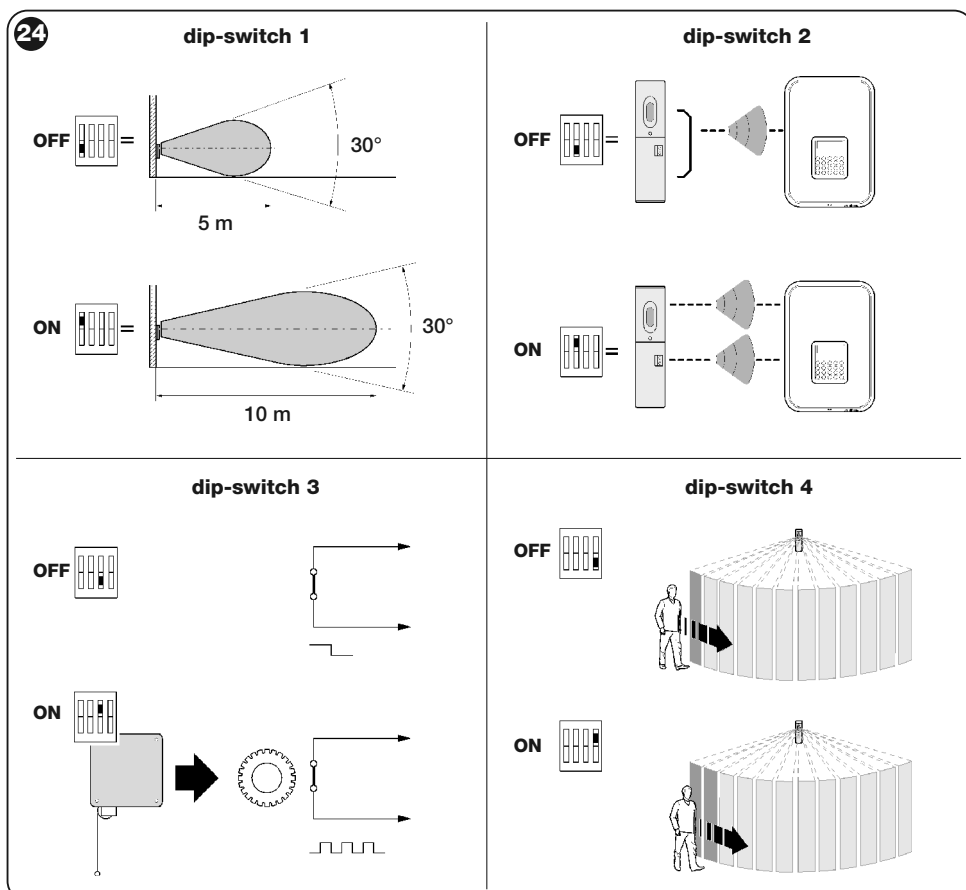 24
dip-switch 1
OFF
=
30°
5 m
ON
=
30°
10 m
dip-switch 2
OFF
=
ON
=
dip-switch 3
OFF
ON
dip-switch 4
OFF
ON